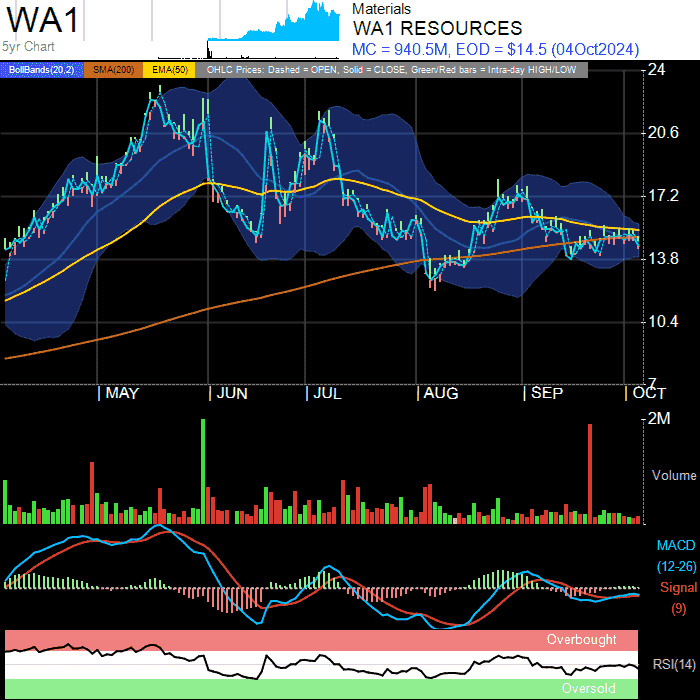 WA1
5yr Chart
Materials
WA1 RESOURCES
MC = 940.5M, EOD = $14.5 (04Oct2024)
BollBands(20,2) SMA(200) EMA(50) OHLC Prices: Dashed = OPEN, Solid = CLOSE, Green/Red bars = Intra-day HIGH/LOW
24
20.6
17.2
13.8
10.4
7
MAY JUN JUL AUG SEP OCT
2M
Volume
MACD
(12-26)
Signal
(9)
Overbought
RSI(14)
Oversold